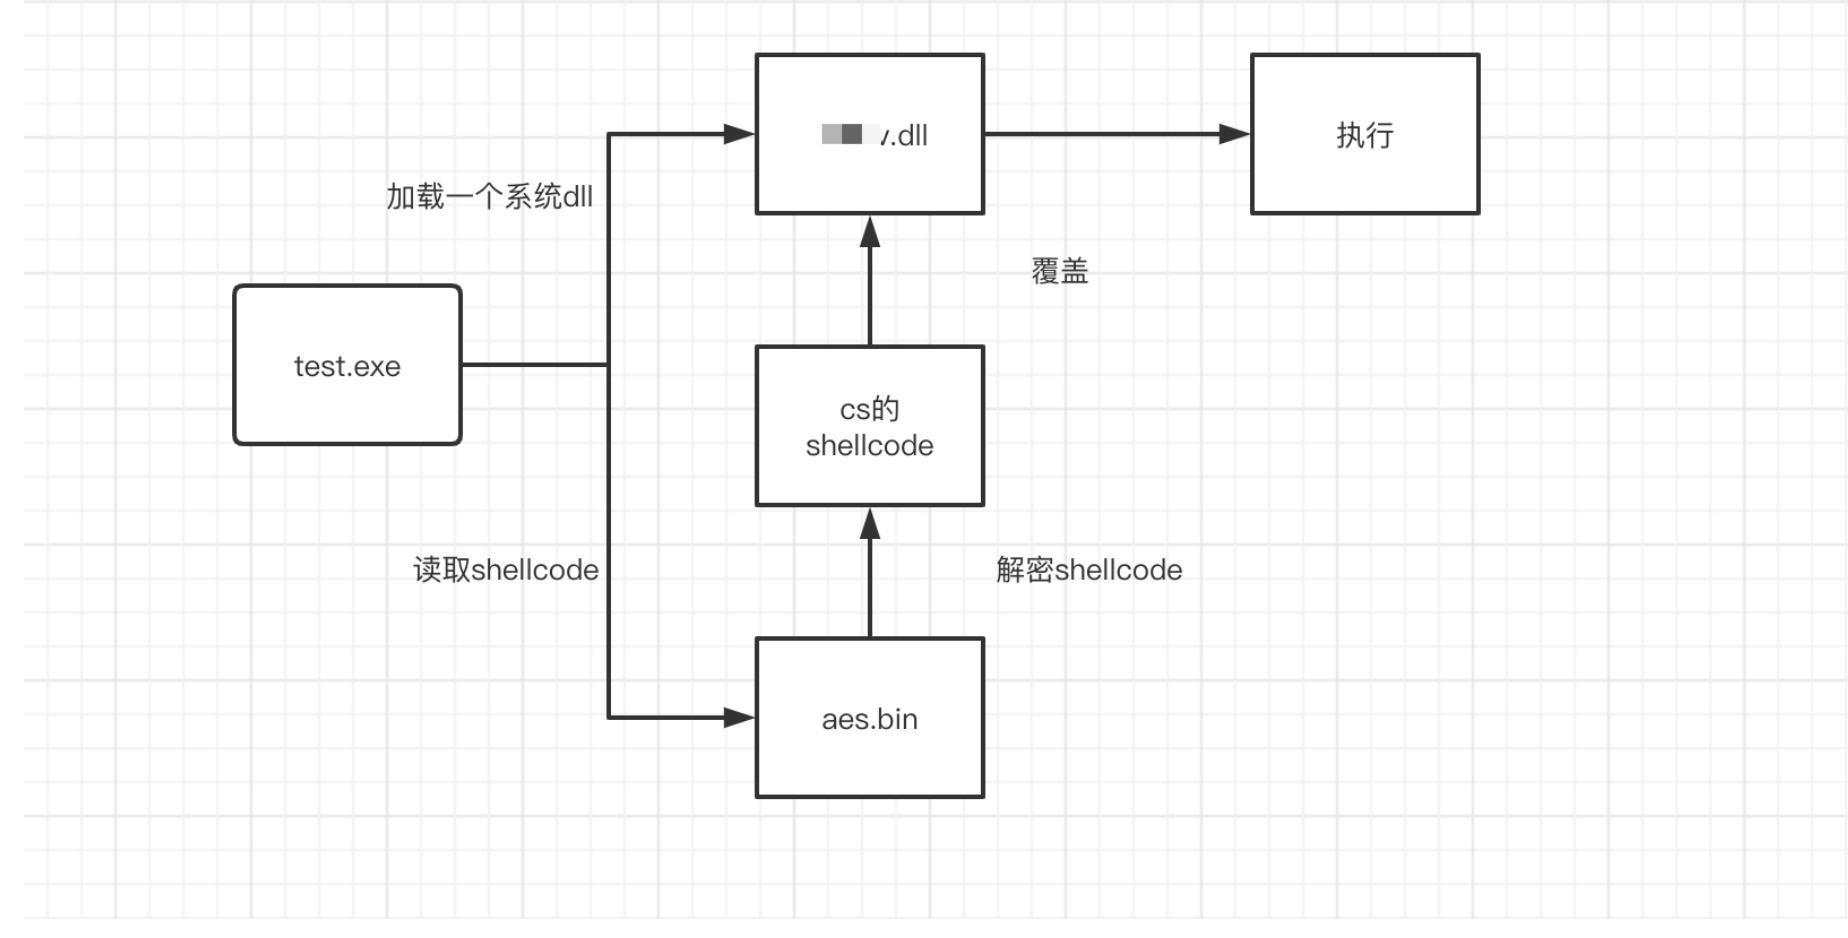 .dll
执行
加载一个系统dll
覆盖
test.exe
cs的
shellcode
读取shellcode
解密shellcode
aes.bin